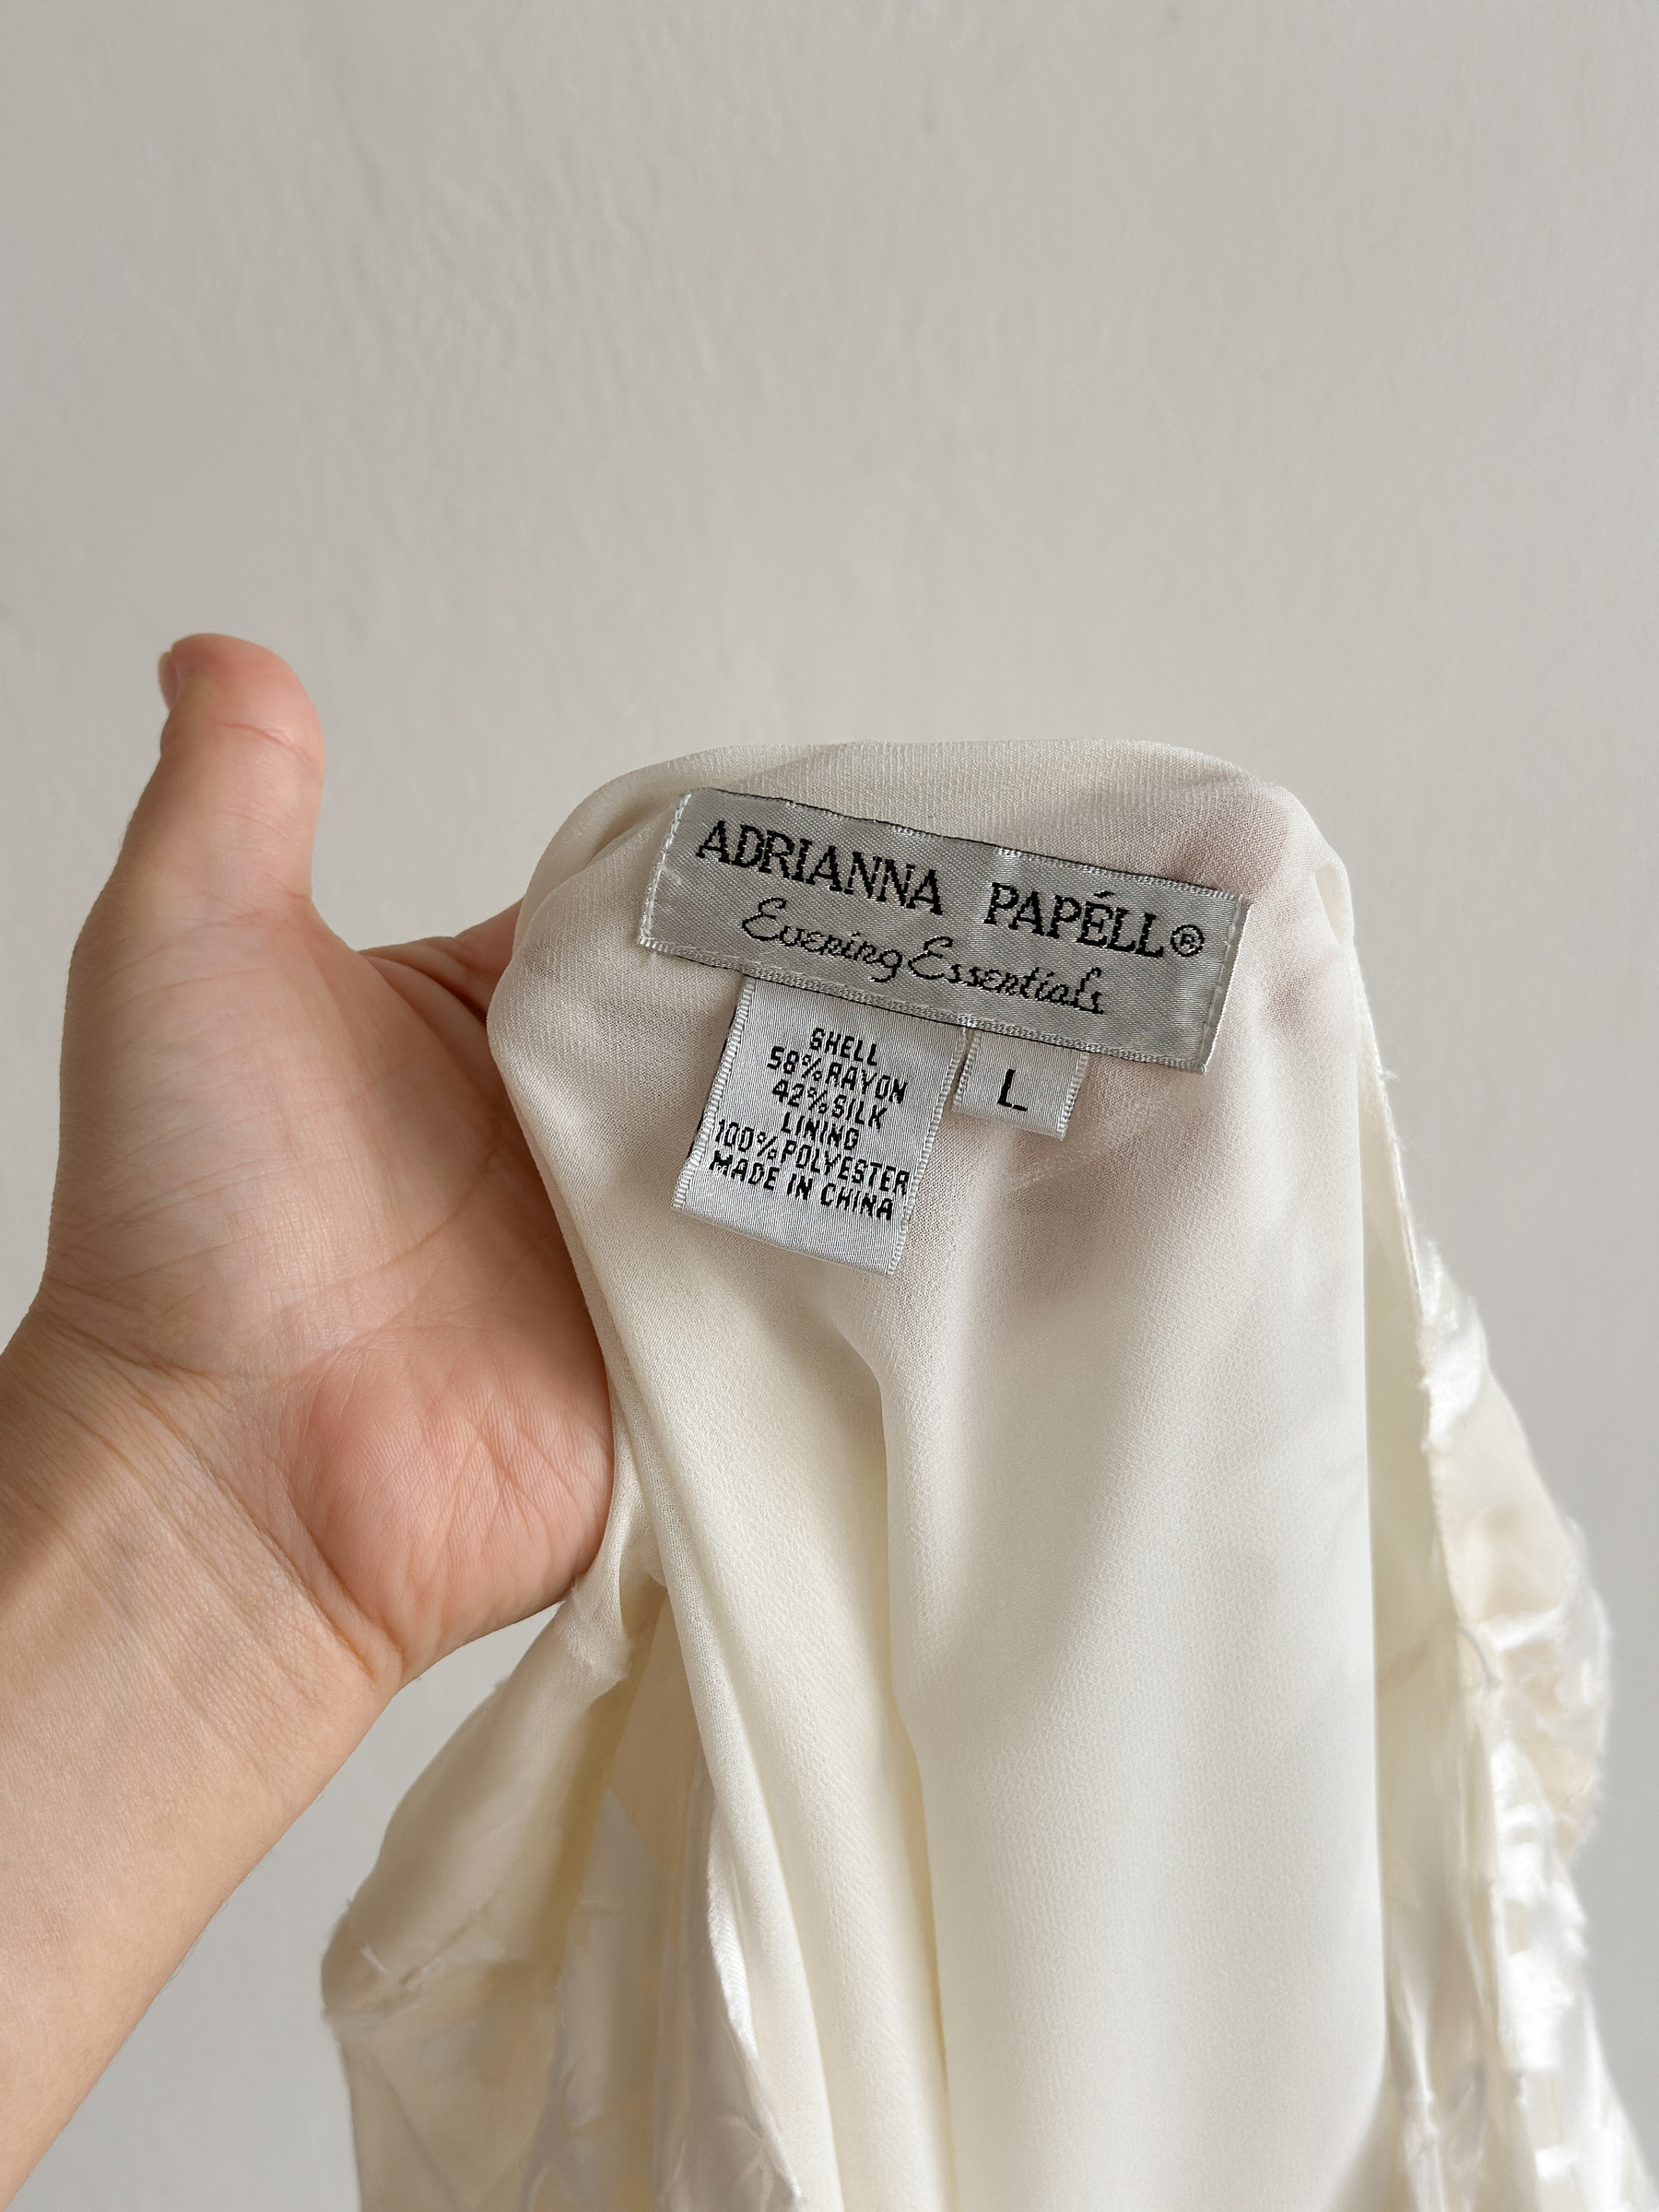 ADRIANNA PAPÉLL®
Evening Essentials
SHELL
58%RAYON
42%SILK
LINING
100%POLYESTER
MADE IN CHINA
L